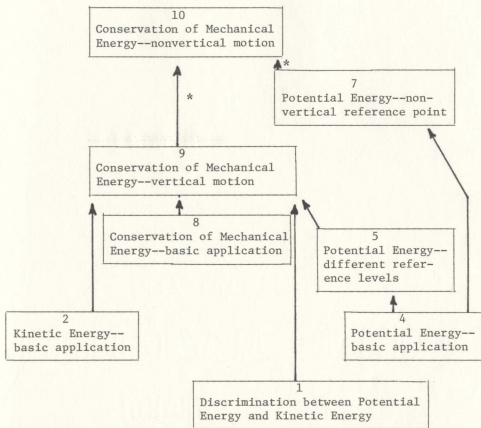 10
Conservation of Mechanical
Energy--nonvertical motion
*
*
7
Potential Energy--non-
vertical reference point
9
Conservation of Mechanical
Energy--vertical motion
8
Conservation of Mechanical
Energy--basic application
5
Potential Energy--
different refer-
ence levels
2
Kinetic Energy--
basic application
4
Potential Energy--
basic application
1
Discrimination between Potential
Energy and Kinetic Energy